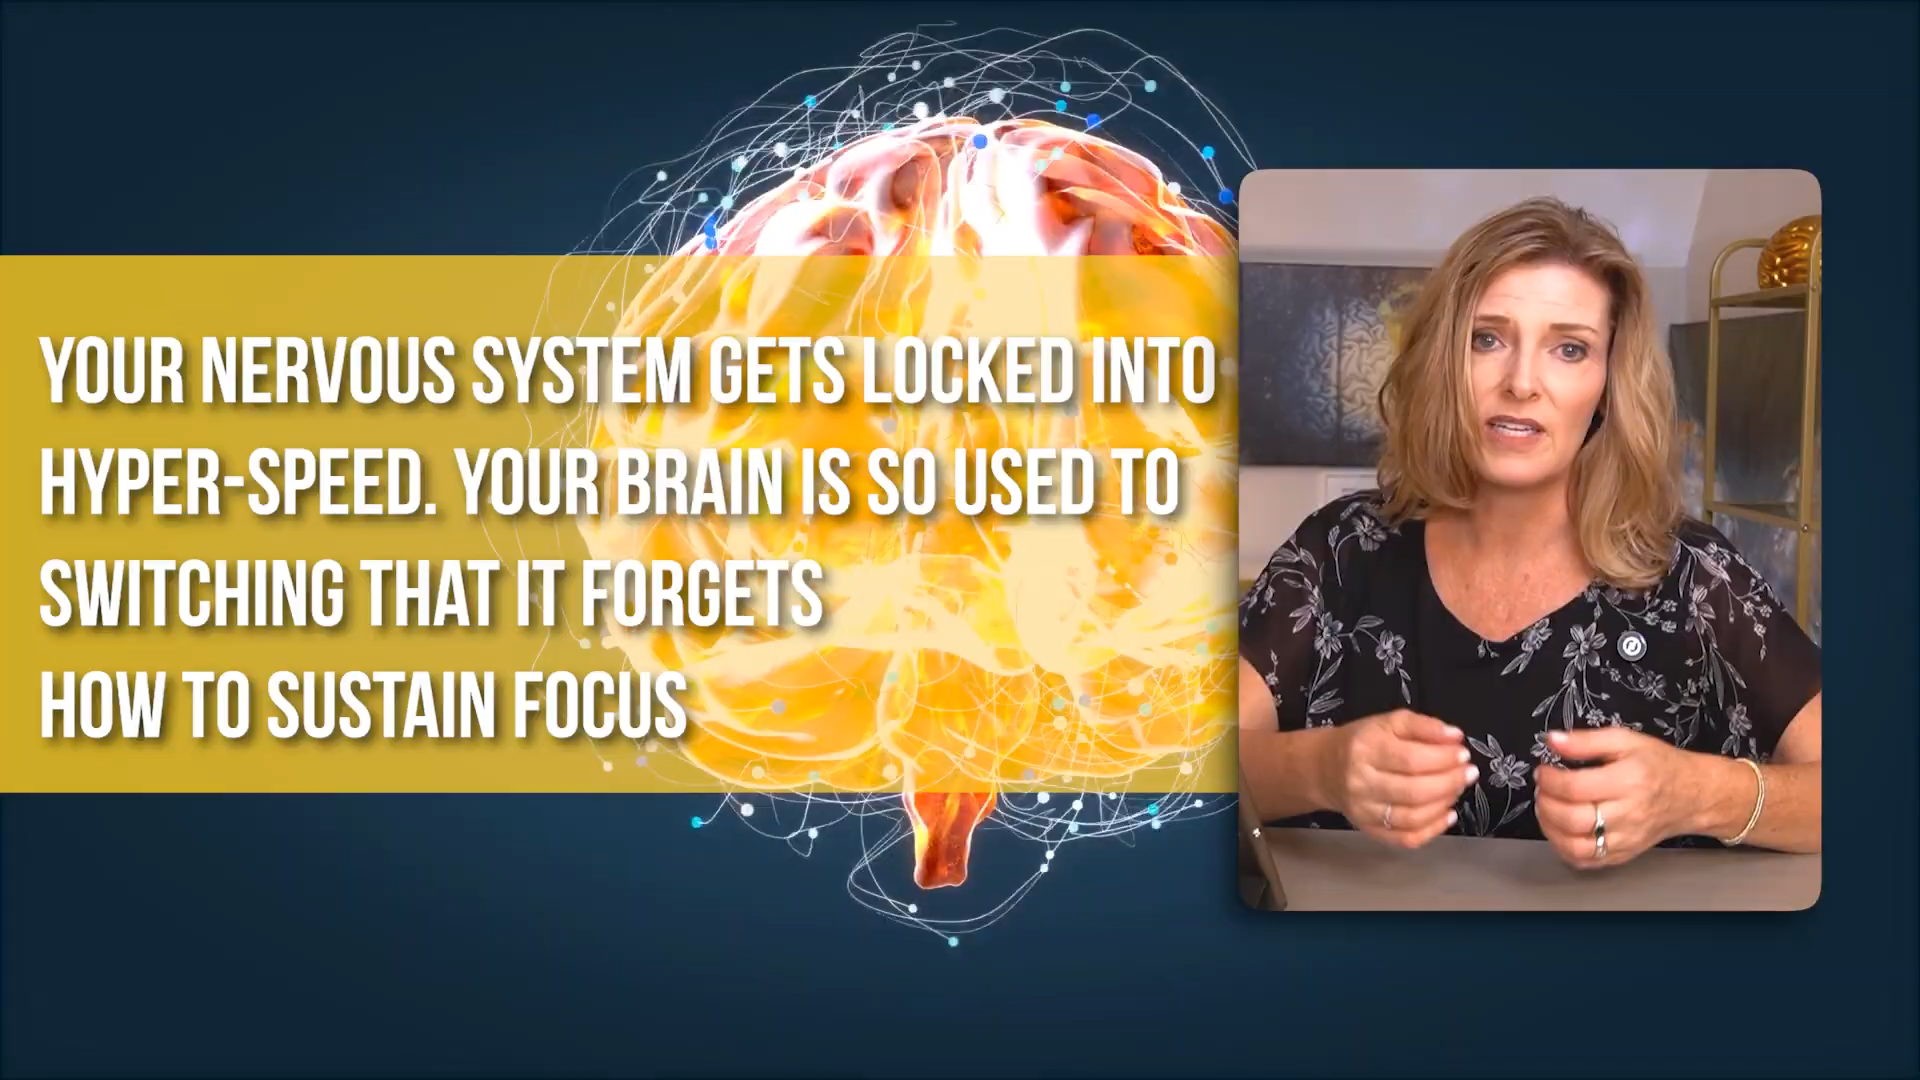 YOUR NERVOUS SYSTEM GETS LOCKED INTO
HYPER-SPEED. YOUR BRAIN IS SO USED TO
SWITCHING THAT IT FORGETS
HOW TO SUSTAIN FOCUS